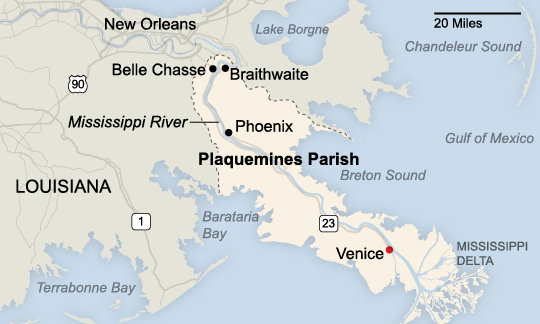 New Orleans
20 Miles
Lake Borgne
Chandeleur Sound
Belle Chasse
Braithwaite
90
Mississippi River
Phoenix
Gulf of Mexico
Plaquemines Parish
Breton Sound
LOUISIANA
1
Barataria
Bay
23
Venice
MISSISSIPPI
DELTA
Terrabonne Bay